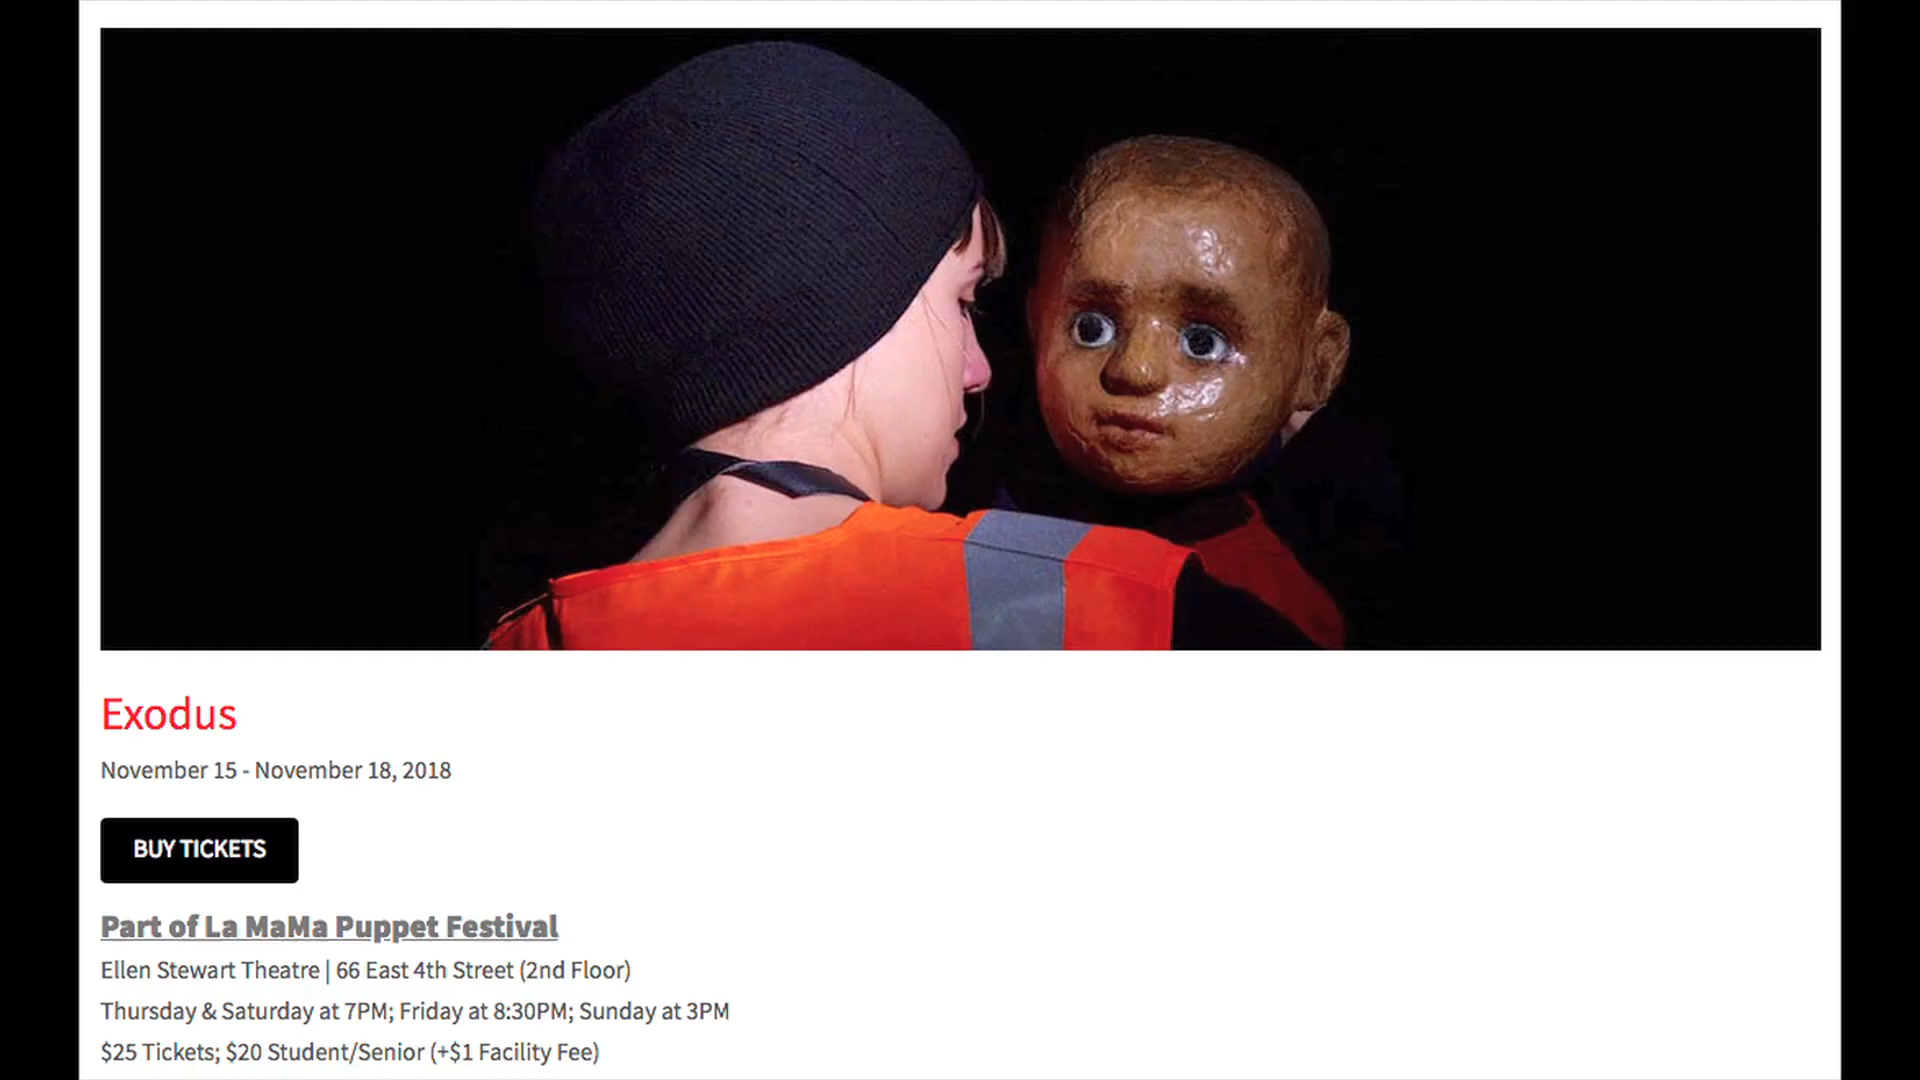 Exodus
November 15 - November 18, 2018
BUY TICKETS
Part of La MaMa Puppet Festival
Ellen Stewart Theatre | 66 East 4th Street (2nd Floor)
Thursday & Saturday at 7PM; Friday at 8:30PM; Sunday at 3PM
$25 Tickets; $20 Student/Senior (+$1 Facility Fee)